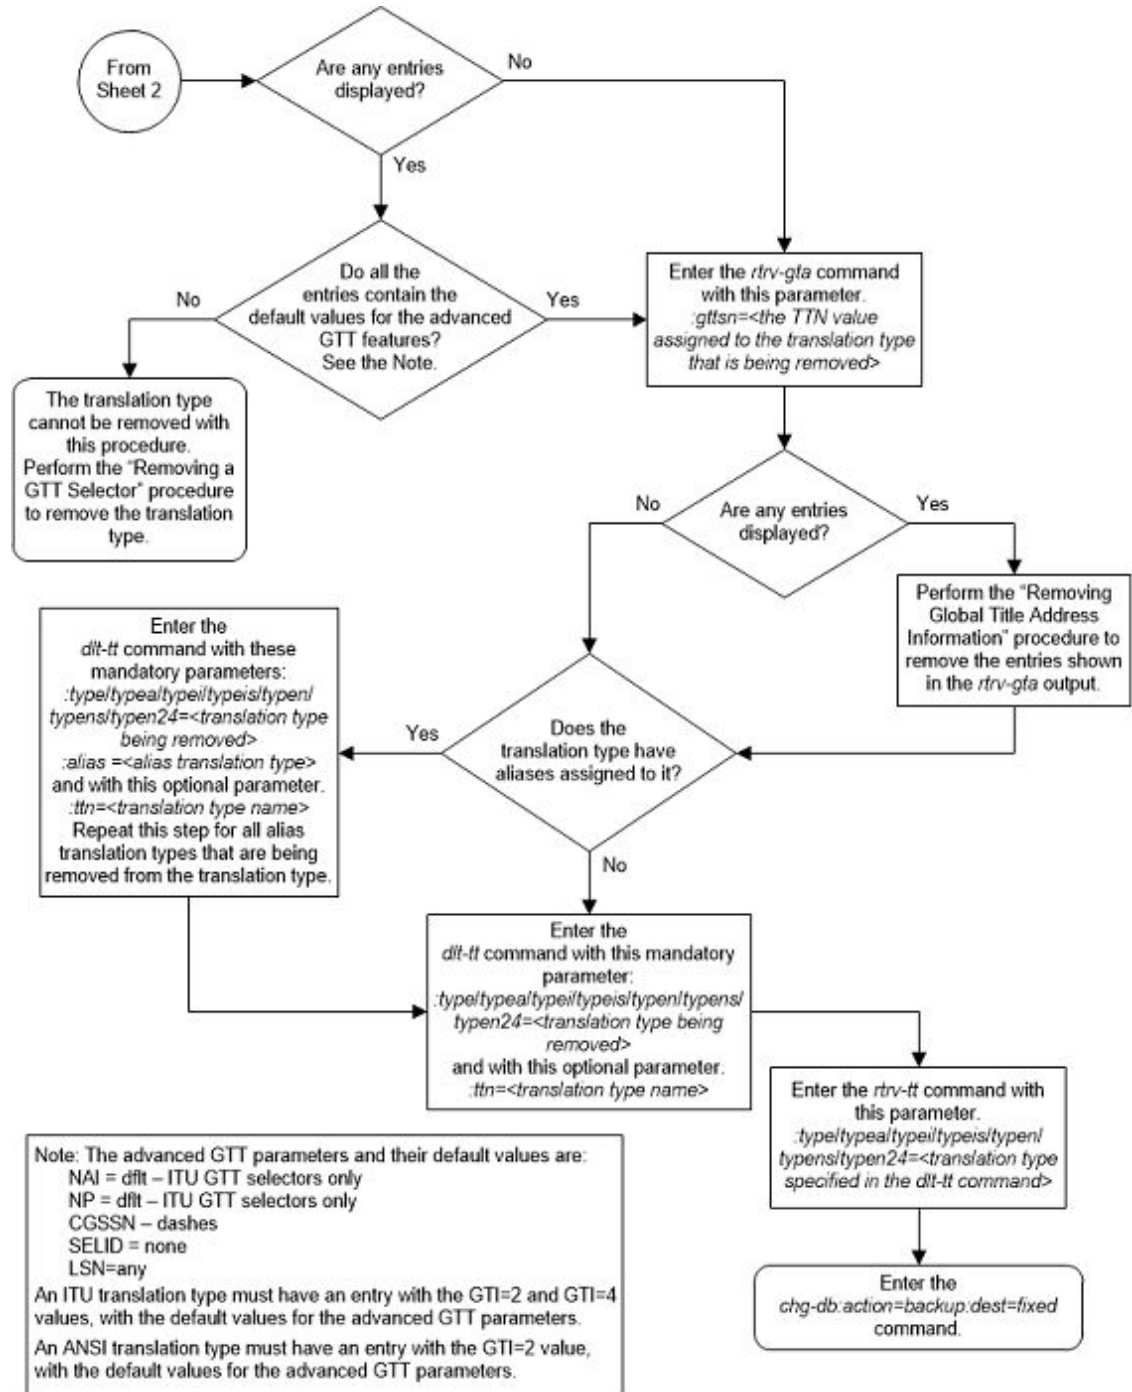 From
Sheet 2
Are any entries
displayed?
No
Yes
Do all the
entries contain the
default values for the advanced
GTT features?
See the Note.
No
Yes
Enter the rtrv-gta command
with this parameter.
:gttsn=<the TTN value
assigned to the translation type
that is being removed>
The translation type
cannot be removed with
this procedure.
Perform the "Removing a
GTT Selector" procedure
to remove the translation
type.
Are any entries
displayed?
No
Yes
Perform the "Removing
Global Title Address
Information" procedure to
remove the entries shown
in the rtrv-gta output.
Enter the
dlt-tt command with these
mandatory parameters:
:type/typea/typei/typeis/typen/
typens/typen24=<translation type
being removed>
:alias =<alias translation type>
and with this optional parameter.
:ttn=<translation type name>
Repeat this step for all alias
translation types that are being
removed from the translation type.
Yes
Does the
translation type have
aliases assigned to it?
No
Enter the
dlt-tt command with this mandatory
parameter:
:type/typea/typei/typeis/typen/typens/
typen24=<translation type being
removed>
and with this optional parameter.
:ttn=<translation type name>
Enter the rtrv-tt command with
this parameter.
:type/typea/typei/typeis/typen/
typens/typen24=<translation type
specified in the dlt-tt command>
Enter the
chg-db:action=backup:dest=fixed
command.
Note: The advanced GTT parameters and their default values are:
NAI = dflt – ITU GTT selectors only
NP = dflt – ITU GTT selectors only
CGSSN – dashes
SELID = none
LSN=any
An ITU translation type must have an entry with the GTI=2 and GTI=4
values, with the default values for the advanced GTT parameters.
An ANSI translation type must have an entry with the GTI=2 value,
with the default values for the advanced GTT parameters.